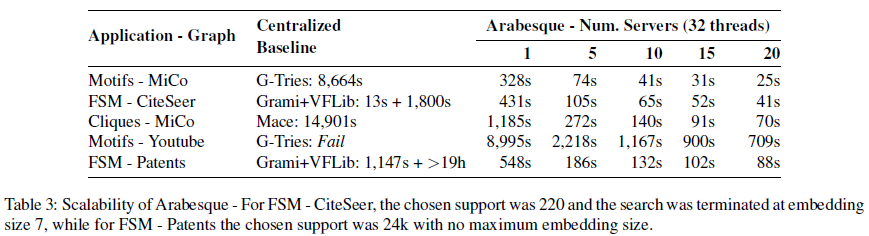 Application - Graph Centralized Baseline Arabesque - Num. Servers (32 threads)
1 5 10 15 20
Motifs - MiCo G-Tries: 8,664s 328s 74s 41s 31s 25s
FSM - CiteSeer Grami+VFLib: 13s + 1,800s 431s 105s 65s 52s 41s
Cliques - MiCo Mace: 14,901s 1,185s 272s 140s 91s 70s
Motifs - Youtube G-Tries: Fail 8,995s 2,218s 1,167s 900s 709s
FSM - Patents Grami+VFLib: 1,147s + >19h 548s 186s 132s 102s 88s
Table 3: Scalability of Arabesque - For FSM - CiteSeer, the chosen support was 220 and the search was terminated at embedding
size 7, while for FSM - Patents the chosen support was 24k with no maximum embedding size.